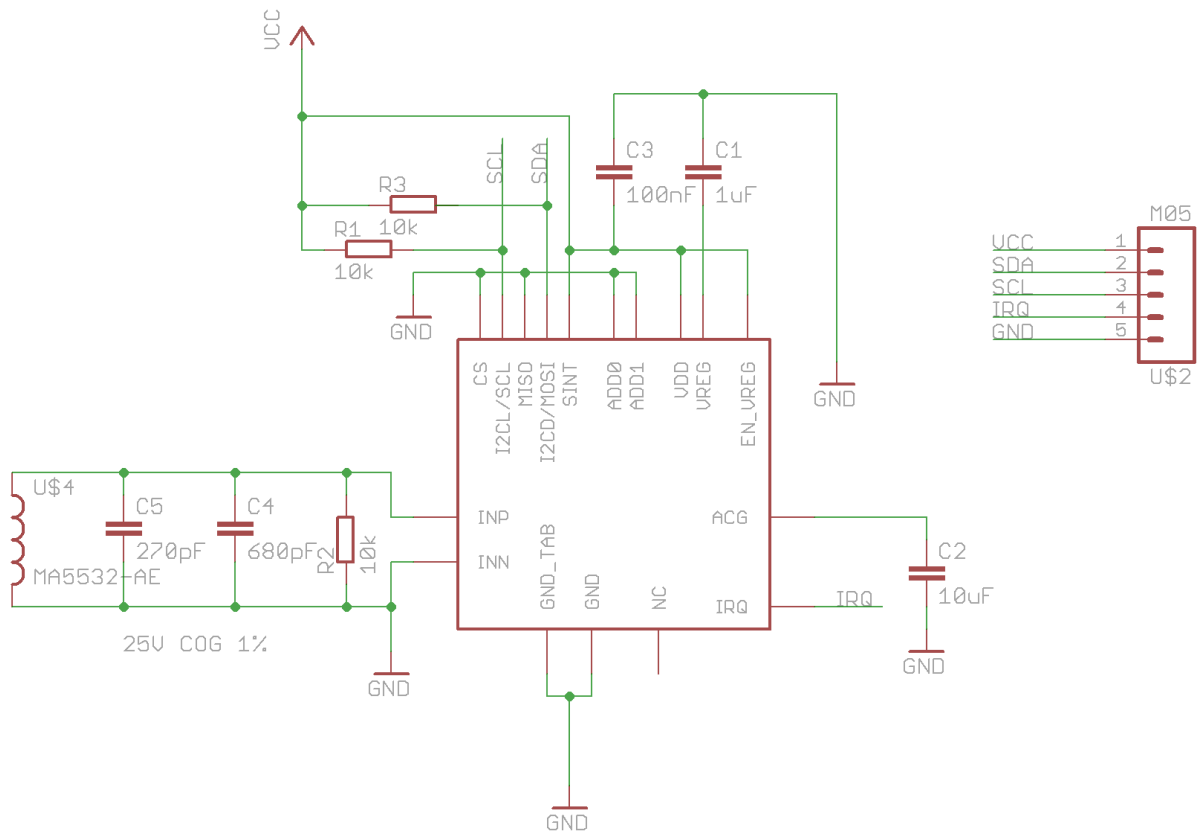 VCC
SCL
SDA
C3
100nF
C1
1uF
R3
10k
R1
10k
M05
VCC 1
SDA 2
SCL 3
IRQ 4
GND 5
U$2
GND
GND
CS
I2CL/SCL
MISO
I2CD/MOSI
SINT
ADD0
ADD1
VDD
VREG
EN_VREG
U$4
MA5532-AE
C5
270pF
C4
680pF
R2
10k
INP
INN
GND_TAB
GND
NC
ACG
IRQ
IRQ
C2
10uF
25V COG 1%
GND
GND
GND